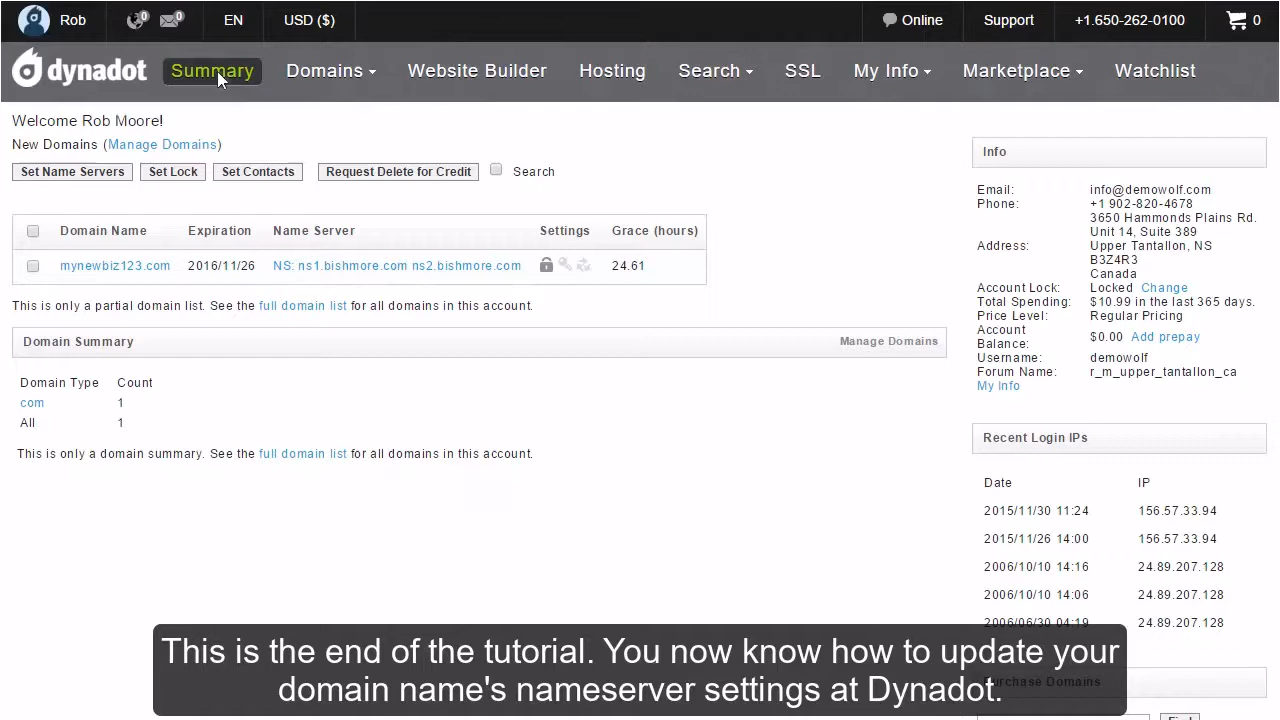 Rob 0 0 EN USD ($) Online Support +1.650-262-0100 0
dynadot Summary Domains Website Builder Hosting Search SSL My Info Marketplace Watchlist
Welcome Rob Moore!
New Domains (Manage Domains)
Set Name Servers Set Lock Set Contacts Request Delete for Credit Search
Domain Name Expiration Name Server Settings Grace (hours)
mynewbiz123.com 2016/11/26 NS: ns1.bishmore.com ns2.bishmore.com 24.61
This is only a partial domain list. See the full domain list for all domains in this account.
Domain Summary Manage Domains
Domain Type Count
com 1
All 1
This is only a domain summary. See the full domain list for all domains in this account.
Info
Email: info@demowolf.com
Phone: +1 902-820-4678
3650 Hammonds Plains Rd.
Unit 14, Suite 389
Address: Upper Tantallon, NS
B3Z4R3
Canada
Account Lock: Locked Change
Total Spending: $10.99 in the last 365 days.
Price Level: Regular Pricing
Account
Balance: $0.00 Add prepay
Username: demowolf
Forum Name: r_m_upper_tantallon_ca
My Info
Recent Login IPs
Date IP
2015/11/30 11:24 156.57.33.94
2015/11/26 14:00 156.57.33.94
2006/10/10 14:16 24.89.207.128
2006/10/10 14:06 24.89.207.128
2006/06/30 04:19 24.89.207.128
Purchase Domains
Find
This is the end of the tutorial. You now know how to update your
domain name's nameserver settings at Dynadot.